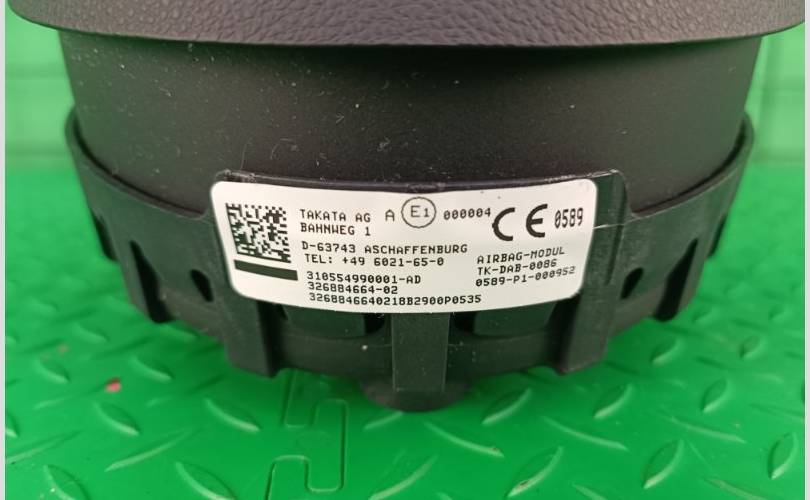 TAKATA AG A E1 000004 CE 0589
BAHNWEG 1
D-63743 ASCHAFFENBURG
TEL: +49 6021-65-0
AIRBAG-MODUL
TK-DAB-0086
0589-P1-000952
310554990001-AD
326884664-02
3268846640218B2900P0535